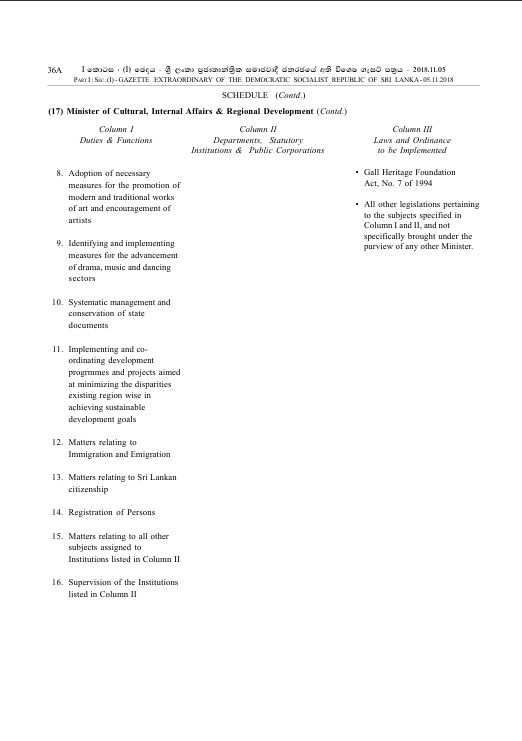 36A
I කොටස : (I) ඡෙදය - ශ්‍රී ලංකා ප්‍රජාතාන්ත්‍රික සමාජවාදී ජනරජයේ අති විශෙෂ ගැසට් පත්‍රය - 2018.11.05
PART I : SEC. (I) - GAZETTE EXTRAORDINARY OF THE DEMOCRATIC SOCIALIST REPUBLIC OF SRI LANKA - 05.11.2018
SCHEDULE (Contd.)
(17) Minister of Cultural, Internal Affairs & Regional Development (Contd.)
Column I
Duties & Functions
8. Adoption of necessary
measures for the promotion of
modern and traditional works
of art and encouragement of
artists
9. Identifying and implementing
measures for the advancement
of drama, music and dancing
sectors
10. Systematic management and
conservation of state
documents
11. Implementing and co-
ordinating development
progrmmes and projects aimed
at minimizing the disparities
existing region wise in
achieving sustainable
development goals
12. Matters relating to
Immigration and Emigration
13. Matters relating to Sri Lankan
citizenship
14. Registration of Persons
15. Matters relating to all other
subjects assigned to
Institutions listed in Column II
16. Supervision of the Institutions
listed in Column II
Column II
Departments, Statutory
Institutions & Public Corporations
Column III
Laws and Ordinance
to be Implemented
• Gall Heritage Foundation
Act, No. 7 of 1994
• All other legislations pertaining
to the subjects specified in
Column I and II, and not
specifically brought under the
purview of any other Minister.